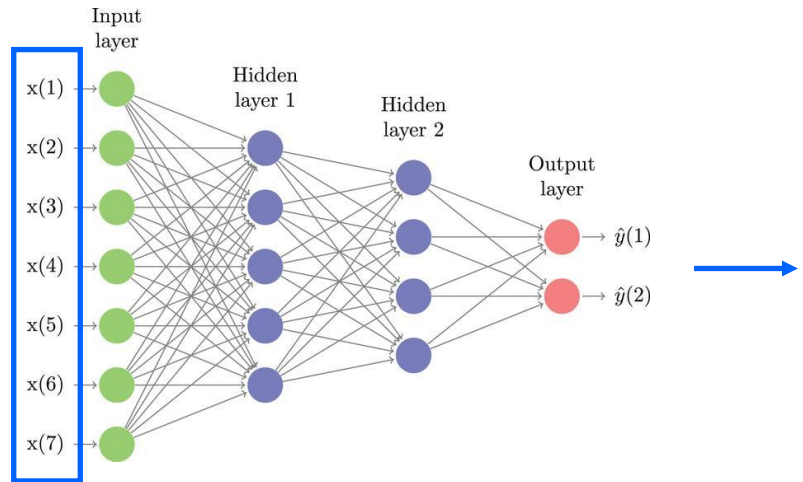 Input
layer
x(1)
x(2)
x(3)
x(4)
x(5)
x(6)
x(7)
Hidden
layer 1
Hidden
layer 2
Output
layer
ŷ(1)
ŷ(2)